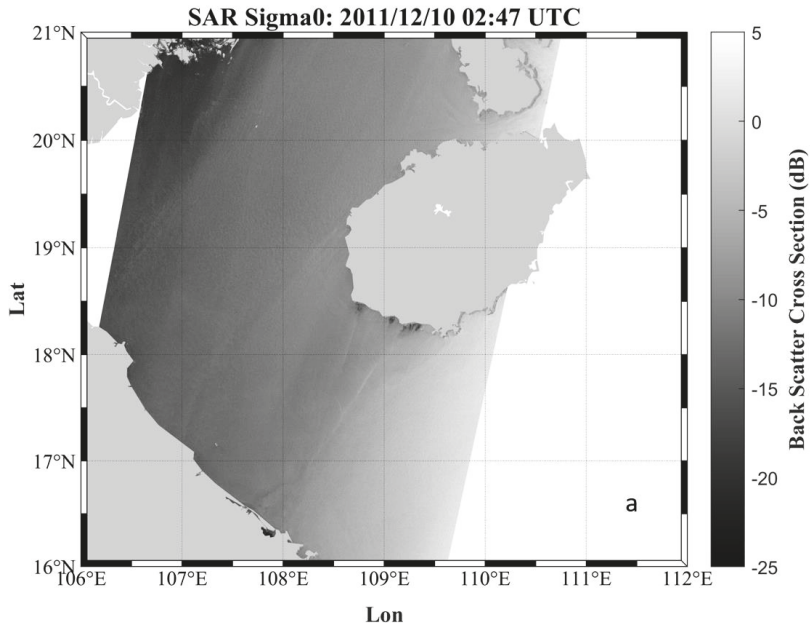 SAR Sigma0: 2011/12/10 02:47 UTC
21°N
20°N
19°N
18°N
17°N
16°N
Lat
106°E 107°E 108°E 109°E 110°E 111°E 112°E
Lon
a
5
0
-5
-10
-15
-20
-25
Back Scatter Cross Section (dB)